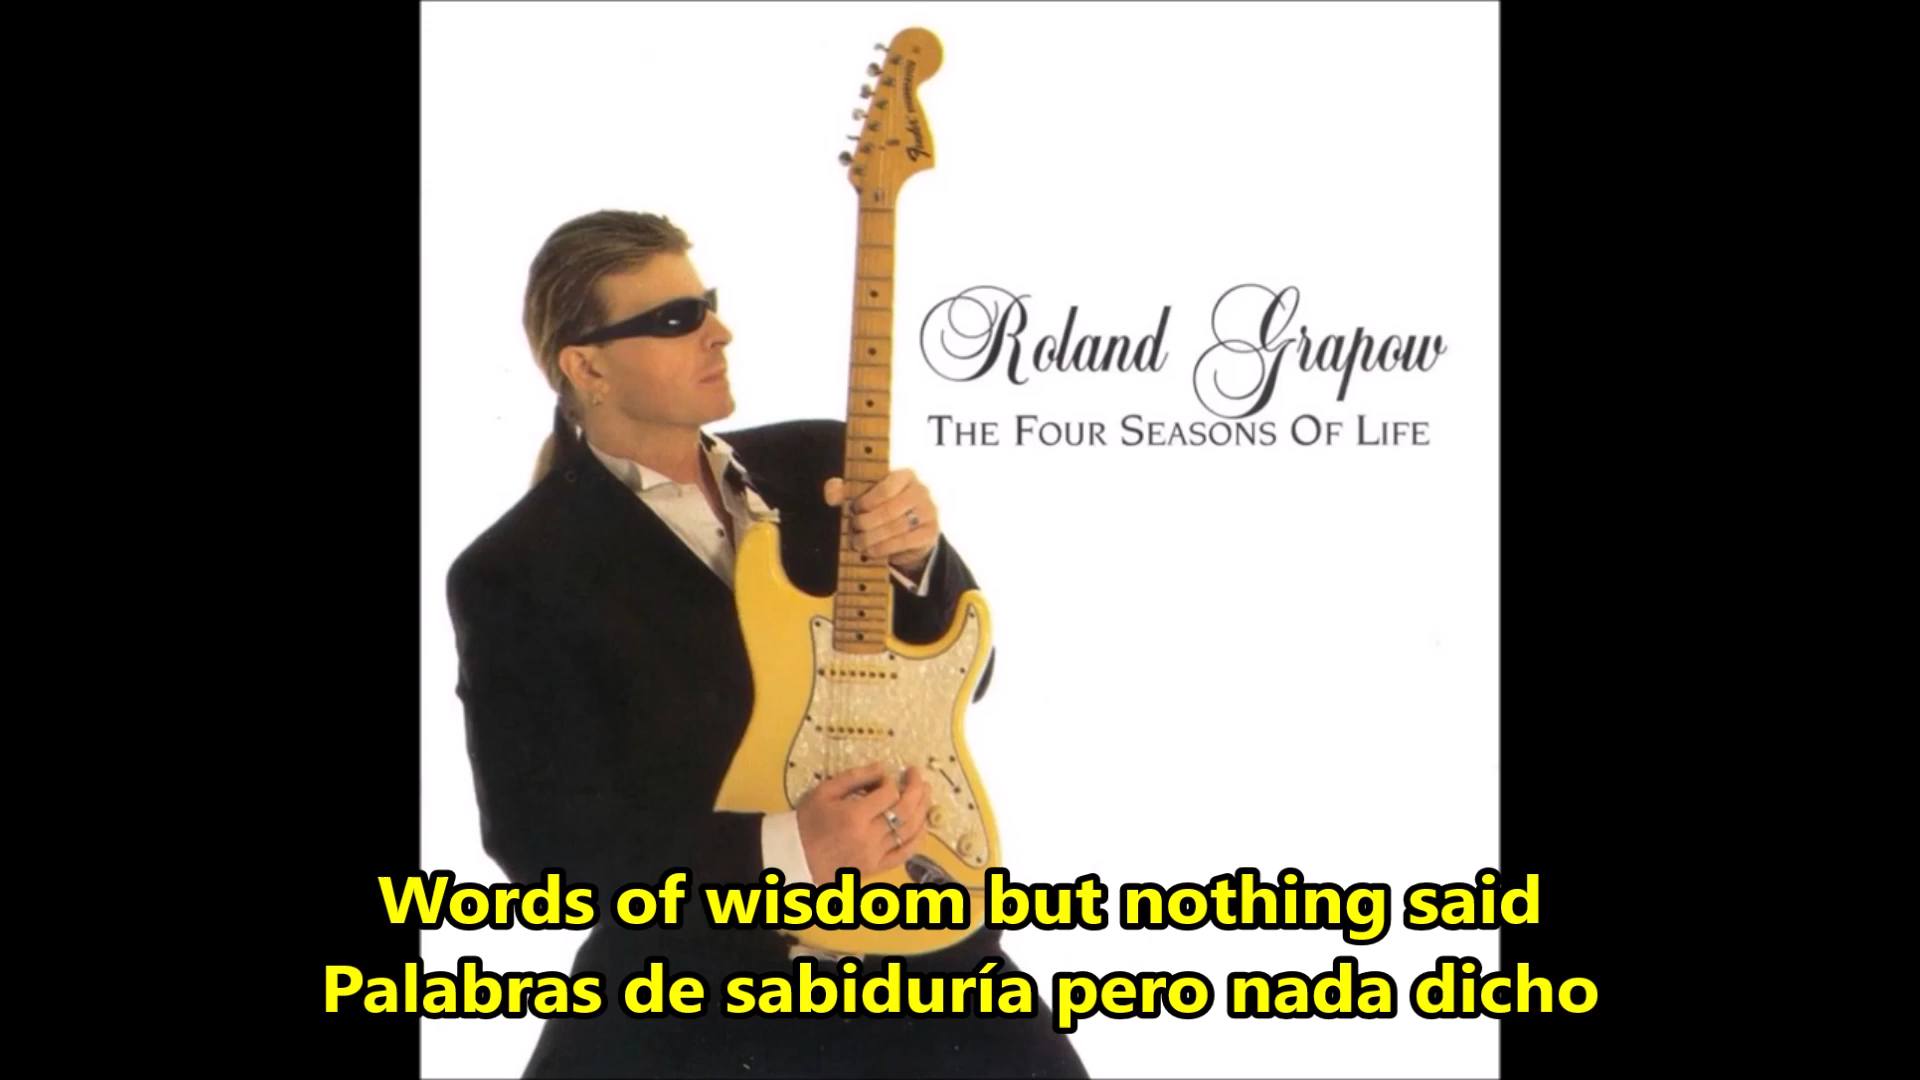 Fender
Roland Grapow
THE FOUR SEASONS OF LIFE
Words of wisdom but nothing said
Palabras de sabiduría pero nada dicho